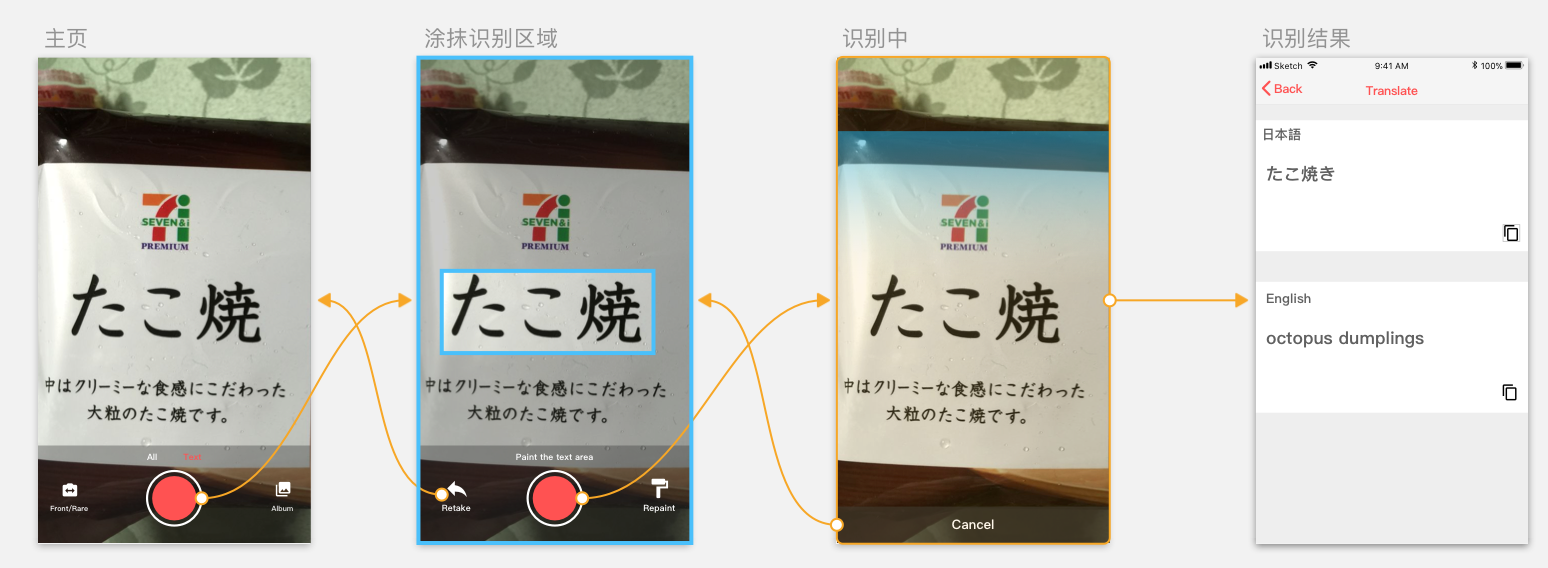 主页
SEVEN&i
PREMIUM
たこ焼
中はクリーミーな食感にこだわった
大粒のたこ焼です。
All
Text
Front/Rare
Album
涂抹识别区域
SEVEN&i
PREMIUM
たこ焼
中はクリーミーな食感にこだわった
大粒のたこ焼です。
Paint the text area
Retake
Repaint
识别中
SEVEN&i
PREMIUM
たこ焼
中はクリーミーな食感にこだわった
大粒のたこ焼です。
Cancel
识别结果
Sketch 9:41 AM 100%
Back
Translate
日本語
たこ焼き
English
octopus dumplings